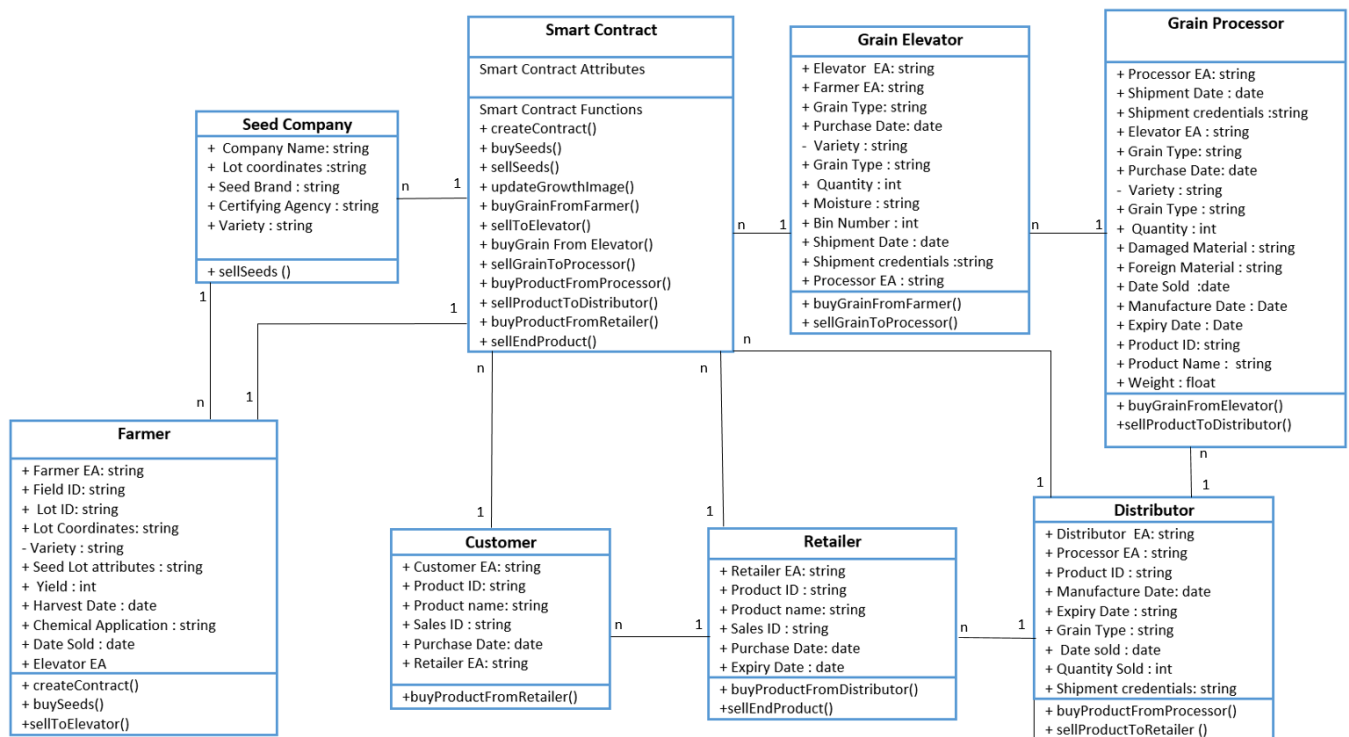 Smart Contract
Smart Contract Attributes
Smart Contract Functions
+ createContract()
+ buySeeds()
+ sellSeeds()
+ updateGrowthImage()
+ buyGrainFromFarmer()
+ sellToElevator()
+ buyGrain From Elevator()
+ sellGrainToProcessor()
+ buyProductFromProcessor()
+ sellProductToDistributor()
+ buyProductFromRetailer()
+ sellEndProduct()
Grain Elevator
+ Elevator EA: string
+ Farmer EA: string
+ Grain Type: string
+ Purchase Date: date
- Variety : string
+ Grain Type : string
+ Quantity : int
+ Moisture : string
+ Bin Number : int
+ Shipment Date : date
+ Shipment credentials :string
+ Processor EA : string
+ buyGrainFromFarmer()
+ sellGrainToProcessor()
Grain Processor
+ Processor EA: string
+ Shipment Date : date
+ Shipment credentials :string
+ Elevator EA : string
+ Grain Type: string
+ Purchase Date: date
- Variety : string
+ Grain Type : string
+ Quantity : int
+ Damaged Material : string
+ Foreign Material : string
+ Date Sold :date
+ Manufacture Date : Date
+ Expiry Date : Date
+ Product ID: string
+ Product Name : string
+ Weight : float
+ buyGrainFromElevator()
+sellProductToDistributor()
Seed Company
+ Company Name: string
+ Lot coordinates :string
+ Seed Brand : string
+ Certifying Agency : string
+ Variety : string
+ sellSeeds ()
n
1
n
1
n
1
1
n
1
1
n
1
n
1
n
1
n
1
Farmer
+ Farmer EA: string
+ Field ID: string
+ Lot ID: string
+ Lot Coordinates: string
- Variety : string
+ Seed Lot attributes : string
+ Yield : int
+ Harvest Date : date
+ Chemical Application : string
+ Date Sold : date
+ Elevator EA
+ createContract()
+ buySeeds()
+sellToElevator()
Customer
+ Customer EA: string
+ Product ID: string
+ Product name: string
+ Sales ID : string
+ Purchase Date: date
+ Retailer EA: string
+buyProductFromRetailer()
n
1
Retailer
+ Retailer EA: string
+ Product ID : string
+ Product name: string
+ Sales ID : string
+ Purchase Date: date
+ Expiry Date : date
+ buyProductFromDistributor()
+sellEndProduct()
n
1
Distributor
+ Distributor EA: string
+ Processor EA : string
+ Product ID : string
+ Manufacture Date: date
+ Expiry Date : string
+ Grain Type : string
+ Date sold : date
+ Quantity Sold : int
+ Shipment credentials: string
+ buyProductFromProcessor()
+ sellProductToRetailer ()